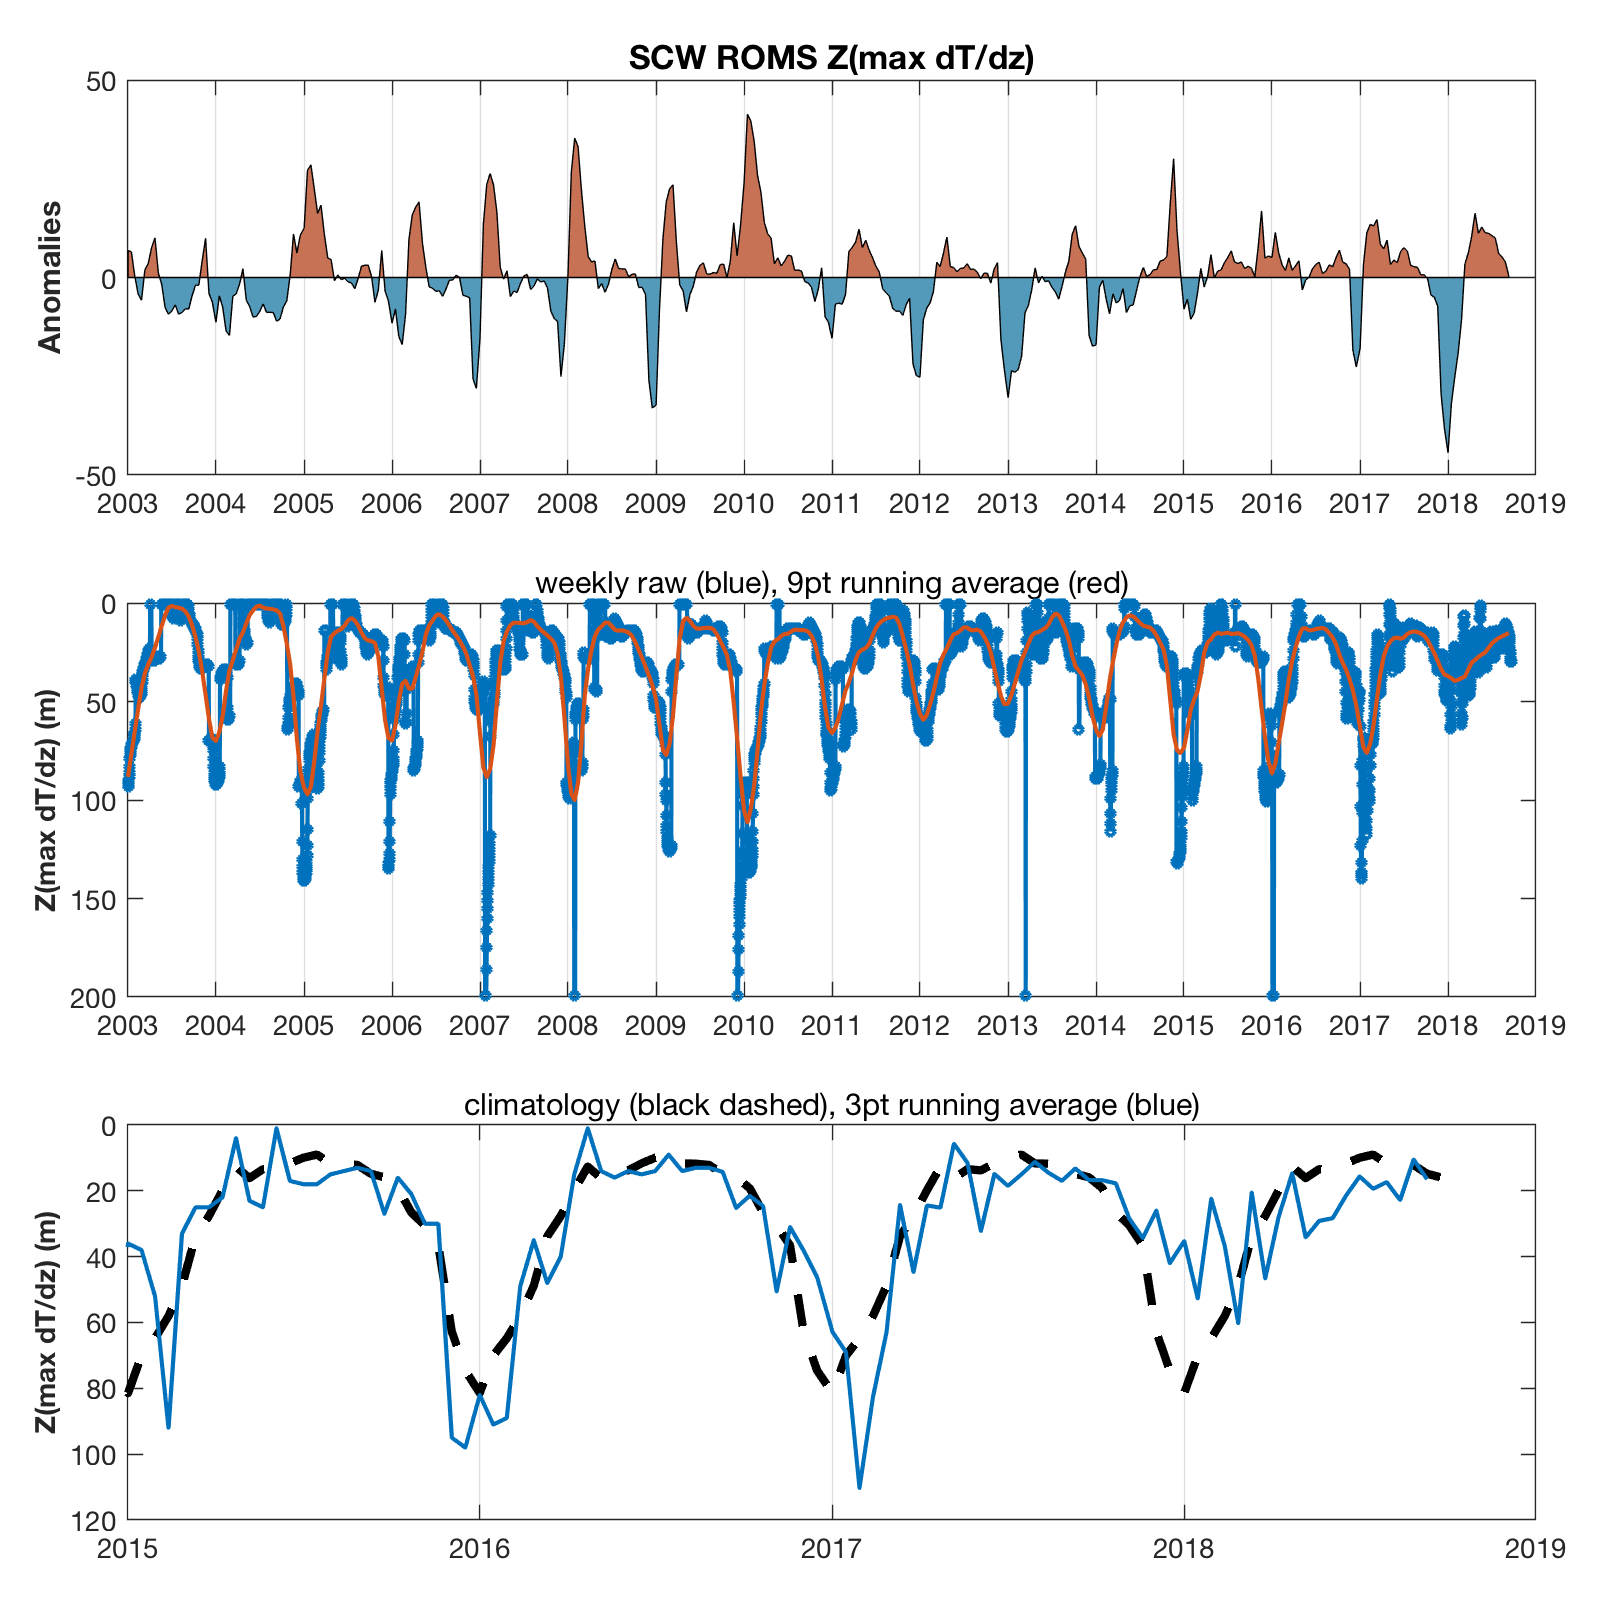 SCW ROMS Z(max dT/dz)
Anomalies
50
0
-50
2003 2004 2005 2006 2007 2008 2009 2010 2011 2012 2013 2014 2015 2016 2017 2018 2019
weekly raw (blue), 9pt running average (red)
Z(max dT/dz) (m)
0
50
100
150
200
2003 2004 2005 2006 2007 2008 2009 2010 2011 2012 2013 2014 2015 2016 2017 2018 2019
climatology (black dashed), 3pt running average (blue)
Z(max dT/dz) (m)
0
20
40
60
80
100
120
2015 2016 2017 2018 2019